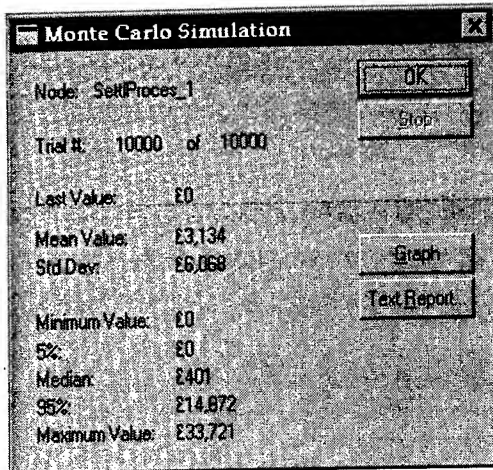 Monte Carlo Simulation
Node: SettlProces_1
OK
Stop
Trial #: 10000 of 10000
Last Value: £0
Mean Value: £3,134
Std Dev: £6,068
Graph
Text Report...
Minimum Value: £0
5%: £0
Median: £401
95%: £14,872
Maximum Value: £33,721